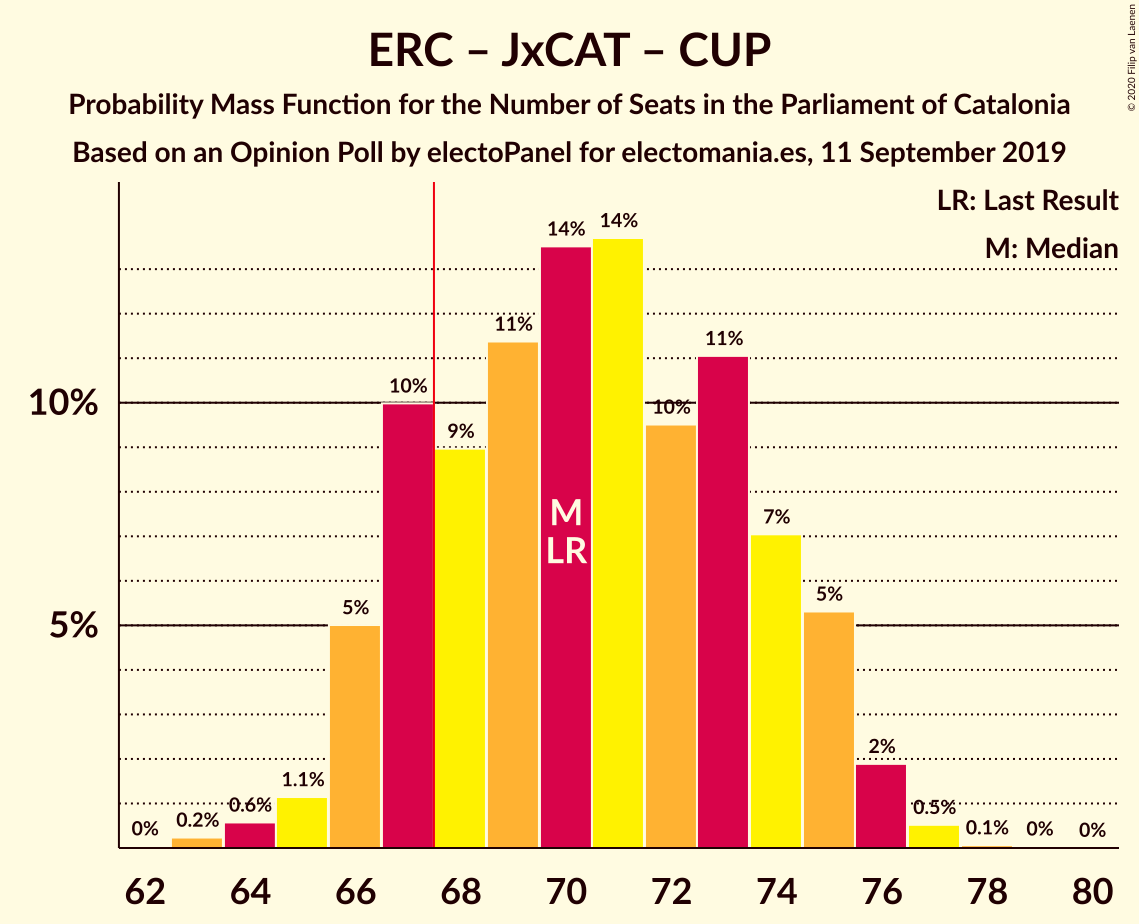 ERC – JxCAT – CUP
Probability Mass Function for the Number of Seats in the Parliament of Catalonia
Based on an Opinion Poll by electoPanel for electomania.es, 11 September 2019
© 2020 Filip van Laenen
LR: Last Result
M: Median
10%
5%
0%
0.2%
0.6%
1.1%
5%
10%
9%
11%
14%
14%
10%
11%
7%
5%
2%
0.5%
0.1%
0%
0%
M
LR
62 64 66 68 70 72 74 76 78 80